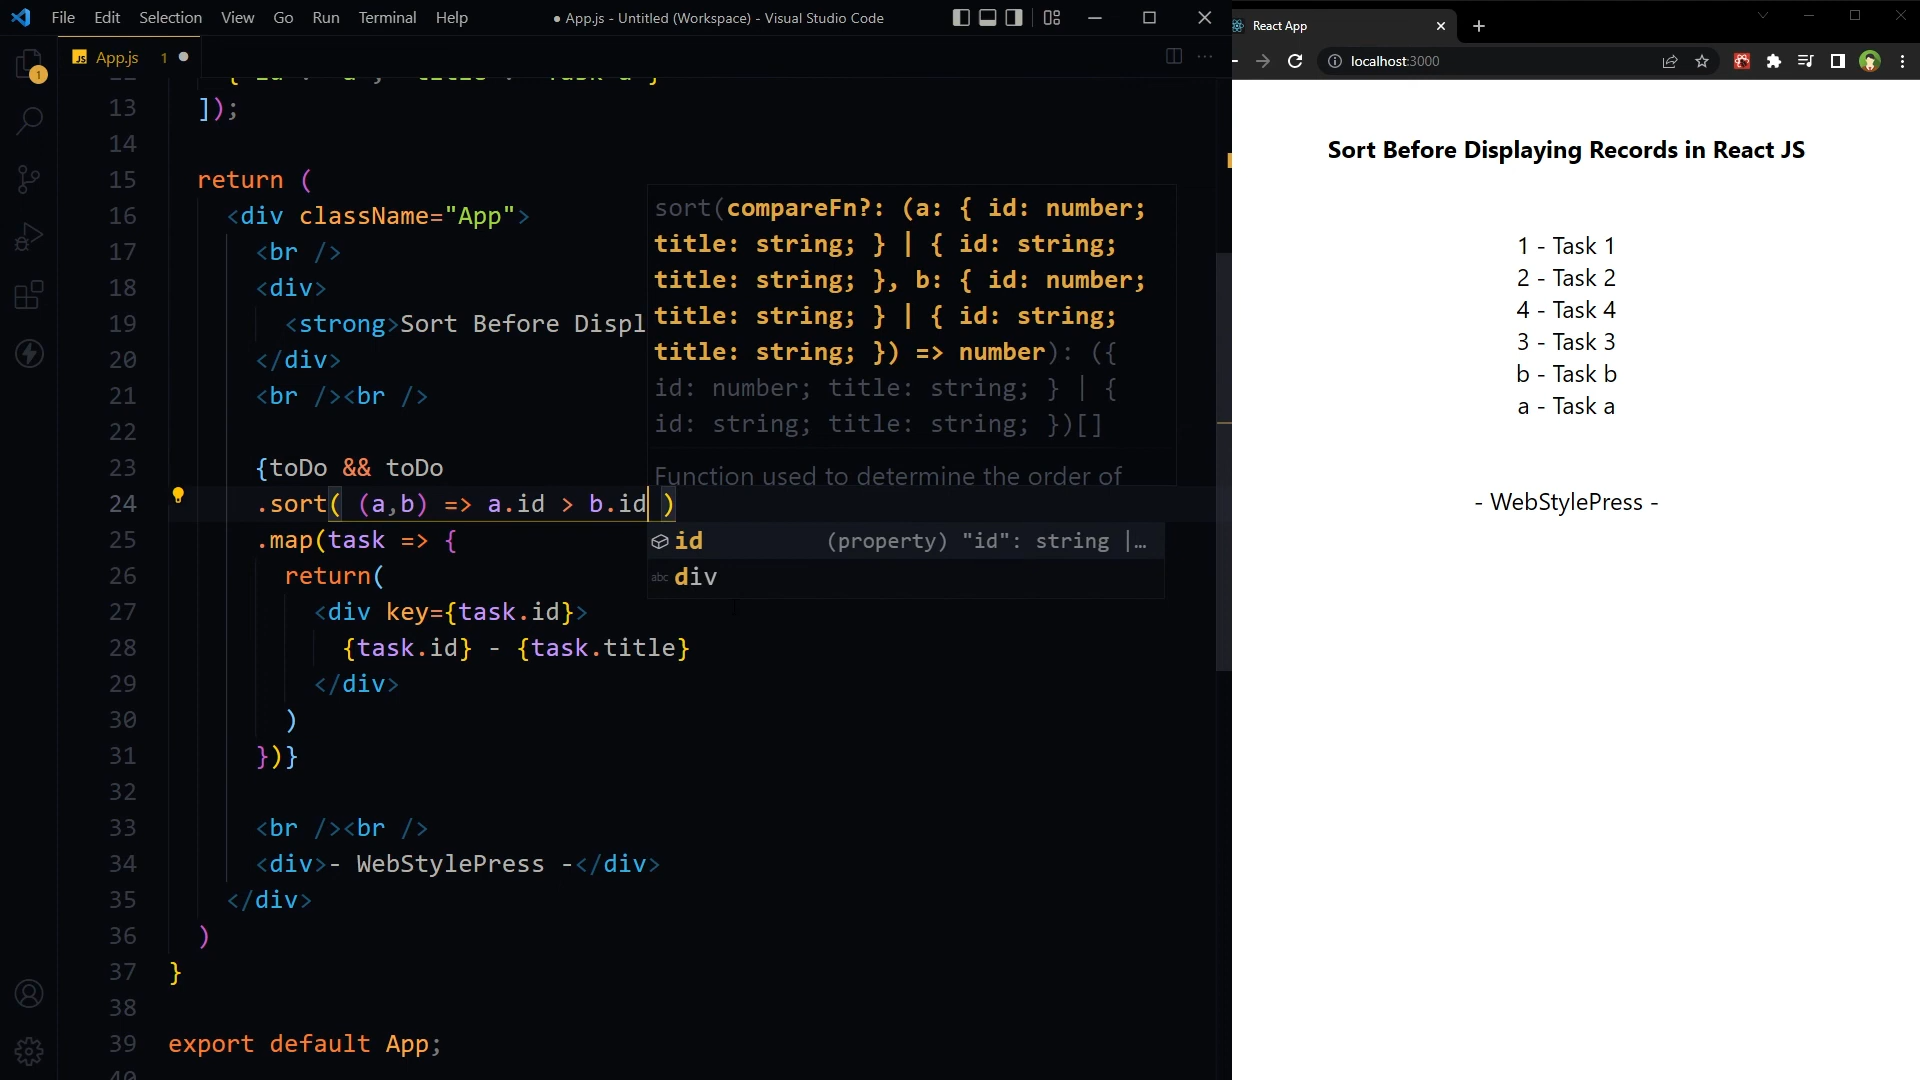 File Edit Selection View Go Run Terminal Help
● App.js - Untitled (Workspace) - Visual Studio Code
JS App.js 1 ●
1
13 ]);
14
15 return (
16 <div className="App">
17 <br />
18 <div>
19 <strong>Sort Before Displ
20 </div>
21 <br /><br />
22
23 {toDo && toDo
24 .sort( (a,b) => a.id > b.id )
25 .map(task => {
26 return(
27 <div key={task.id}>
28 {task.id} - {task.title}
29 </div>
30 )
31 })}
32
33 <br /><br />
34 <div>- WebStylePress -</div>
35 </div>
36 )
37 }
38
39 export default App;
40
sort(compareFn?: (a: { id: number;
title: string; } | { id: string;
title: string; }, b: { id: number;
title: string; } | { id: string;
title: string; }) => number): ({
id: number; title: string; } | {
id: string; title: string; })[]
Function used to determine the order of
id (property) "id": string |…
abc div
React App
localhost:3000
Sort Before Displaying Records in React JS
1 - Task 1
2 - Task 2
4 - Task 4
3 - Task 3
b - Task b
a - Task a
- WebStylePress -